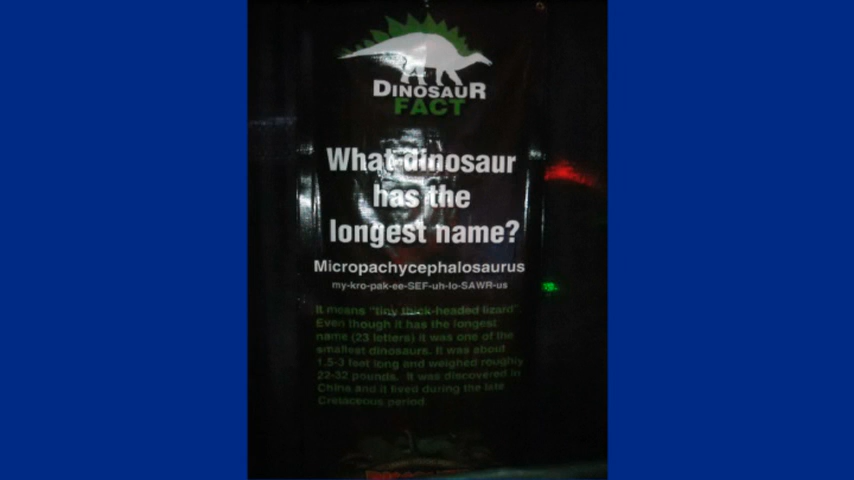 DINOSAUR
FACT
What dinosaur
has the
longest name?
Micropachycephalosaurus
my-kro-pak-ee-SEF-uh-lo-SAWR-us
It means "tiny thick-headed lizard".
Even though it has the longest
name (23 letters) it was one of the
smallest dinosaurs. It was about
1.5-3 feet long and weighed roughly
22-32 pounds. It was discovered in
China and it lived during the late
Cretaceous period.